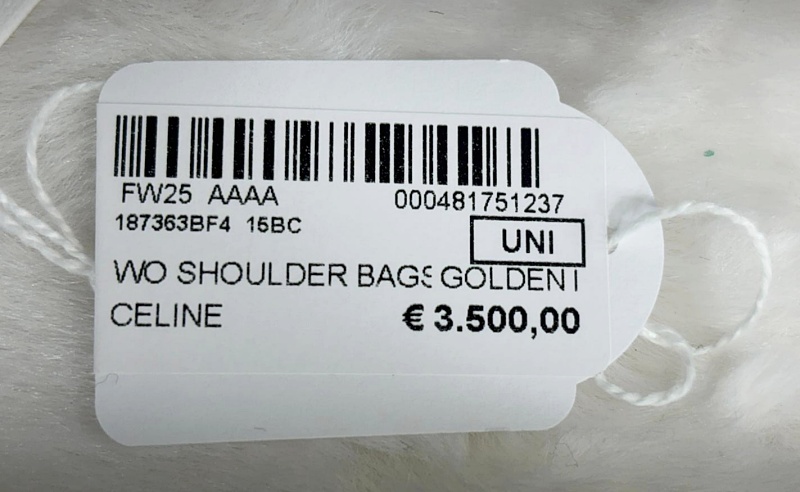 FW25 AAAA 000481751237
187363BF4 15BC
UNI
WO SHOULDER BAGS GOLDEN
CELINE € 3.500,00